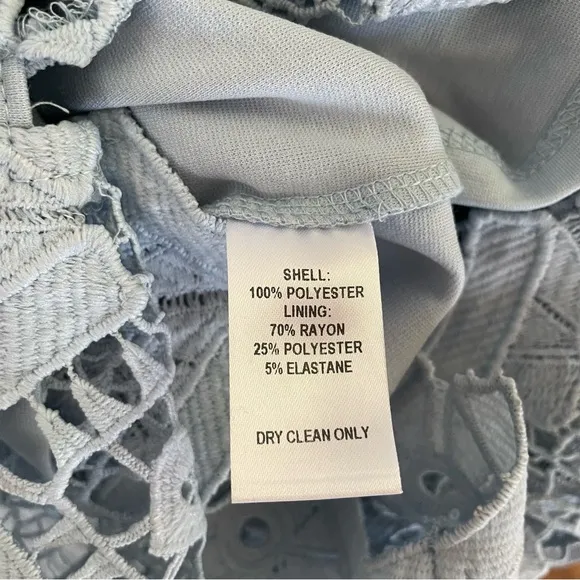 SHELL:
100% POLYESTER
LINING:
70% RAYON
25% POLYESTER
5% ELASTANE
DRY CLEAN ONLY